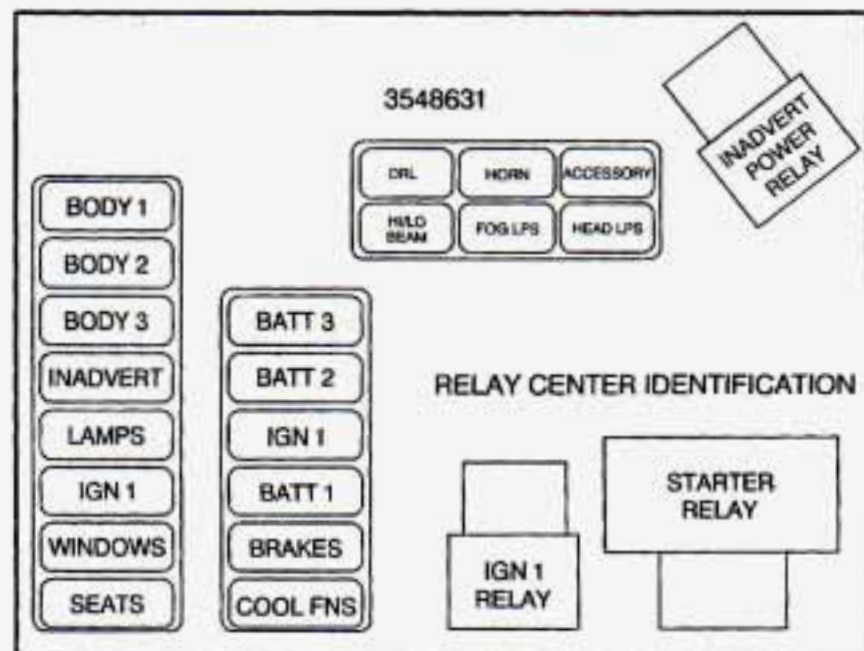 3548631
INADVERT
POWER
RELAY
DRL
HORN
ACCESSORY
HI/LO
BEAM
FOG LPS
HEAD LPS
BODY 1
BODY 2
BODY 3
INADVERT
LAMPS
IGN 1
WINDOWS
SEATS
BATT 3
BATT 2
IGN 1
BATT 1
BRAKES
COOL FNS
RELAY CENTER IDENTIFICATION
IGN 1
RELAY
STARTER
RELAY